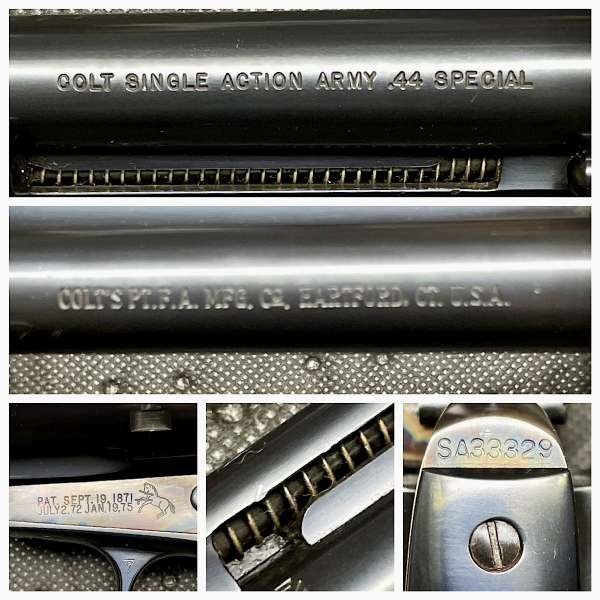 COLT SINGLE ACTION ARMY .44 SPECIAL
COLT'S PT. F. A. MFG. Co. HARTFORD. CT. U.S.A.
PAT. SEPT. 19. 1871
JULY 2. 72 JAN. 19. 75
SA33329